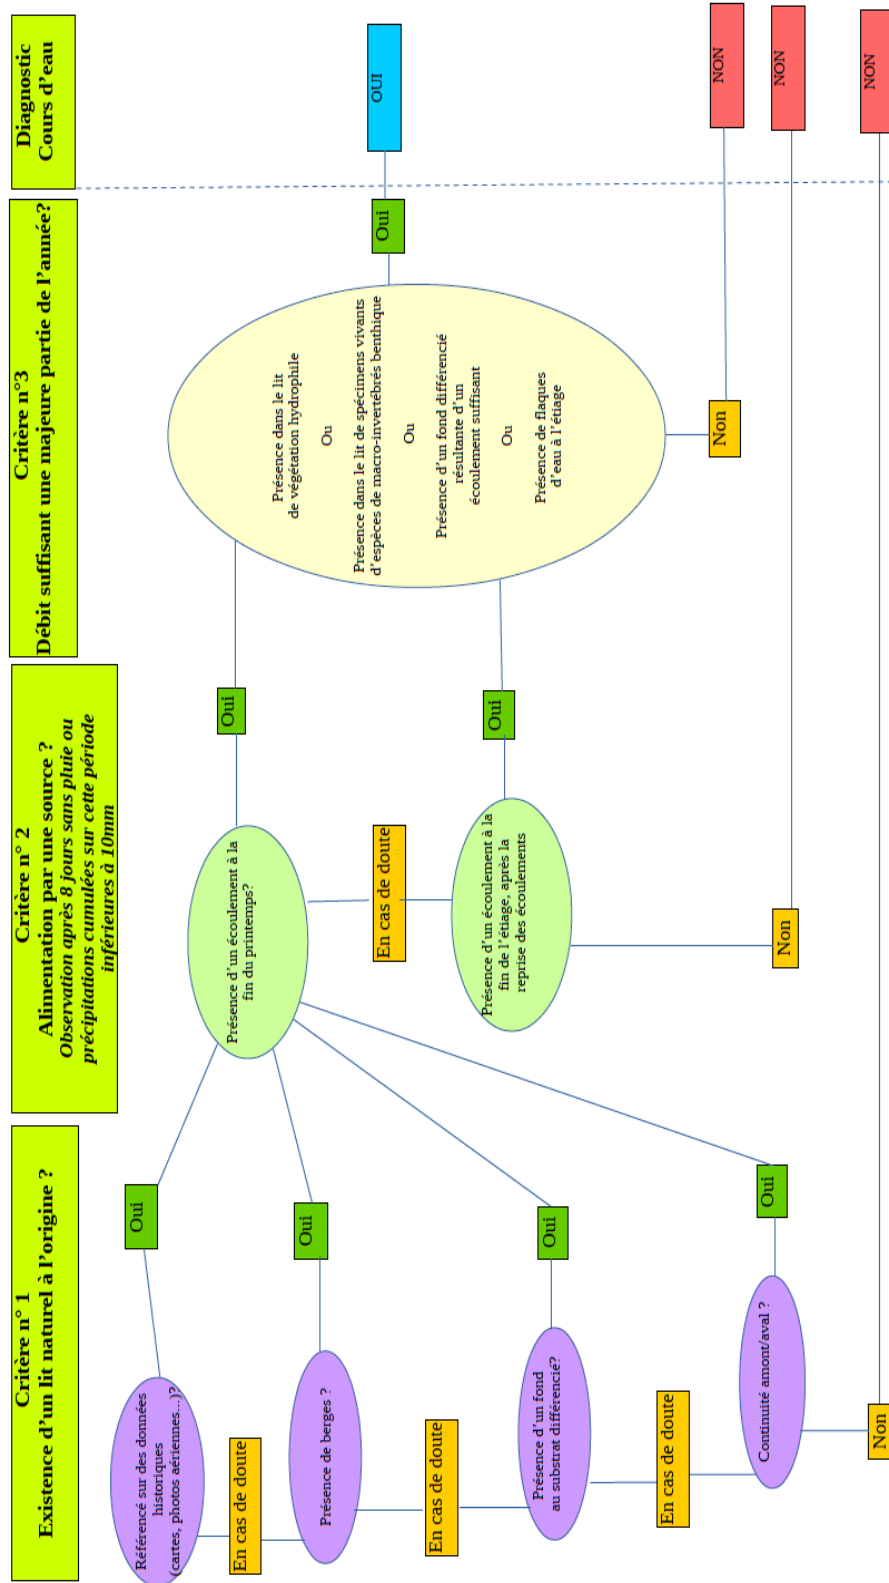 Critère n° 1
Existence d'un lit naturel à l'origine ?
Critère n° 2
Alimentation par une source ?
Observation après 8 jours sans pluie ou
précipitations cumulées sur cette période
inférieures à 10mm
Critère n°3
Débit suffisant une majeure partie de l'année?
Diagnostic
Cours d'eau
Référencé sur des données
historiques
(cartes, photos aériennes...)?
Oui
En cas de doute
Présence de berges ?
Oui
En cas de doute
Présence d'un fond
au substrat différencié?
Oui
En cas de doute
Continuité amont/aval ?
Oui
Non
Présence d'un écoulement à la
fin du printemps?
Oui
En cas de doute
Présence d'un écoulement à la
fin de l'étiage, après la
reprise des écoulements
Oui
Non
Présence dans le lit
de végétation hydrophile
Ou
Présence dans le lit de spécimens vivants
d'espèces de macro-invertébrés benthique
Ou
Présence d'un fond différencié
résultante d'un
écoulement suffisant
Ou
Présence de flaques
d'eau à l'étiage
Oui
Non
OUI
NON
NON
NON